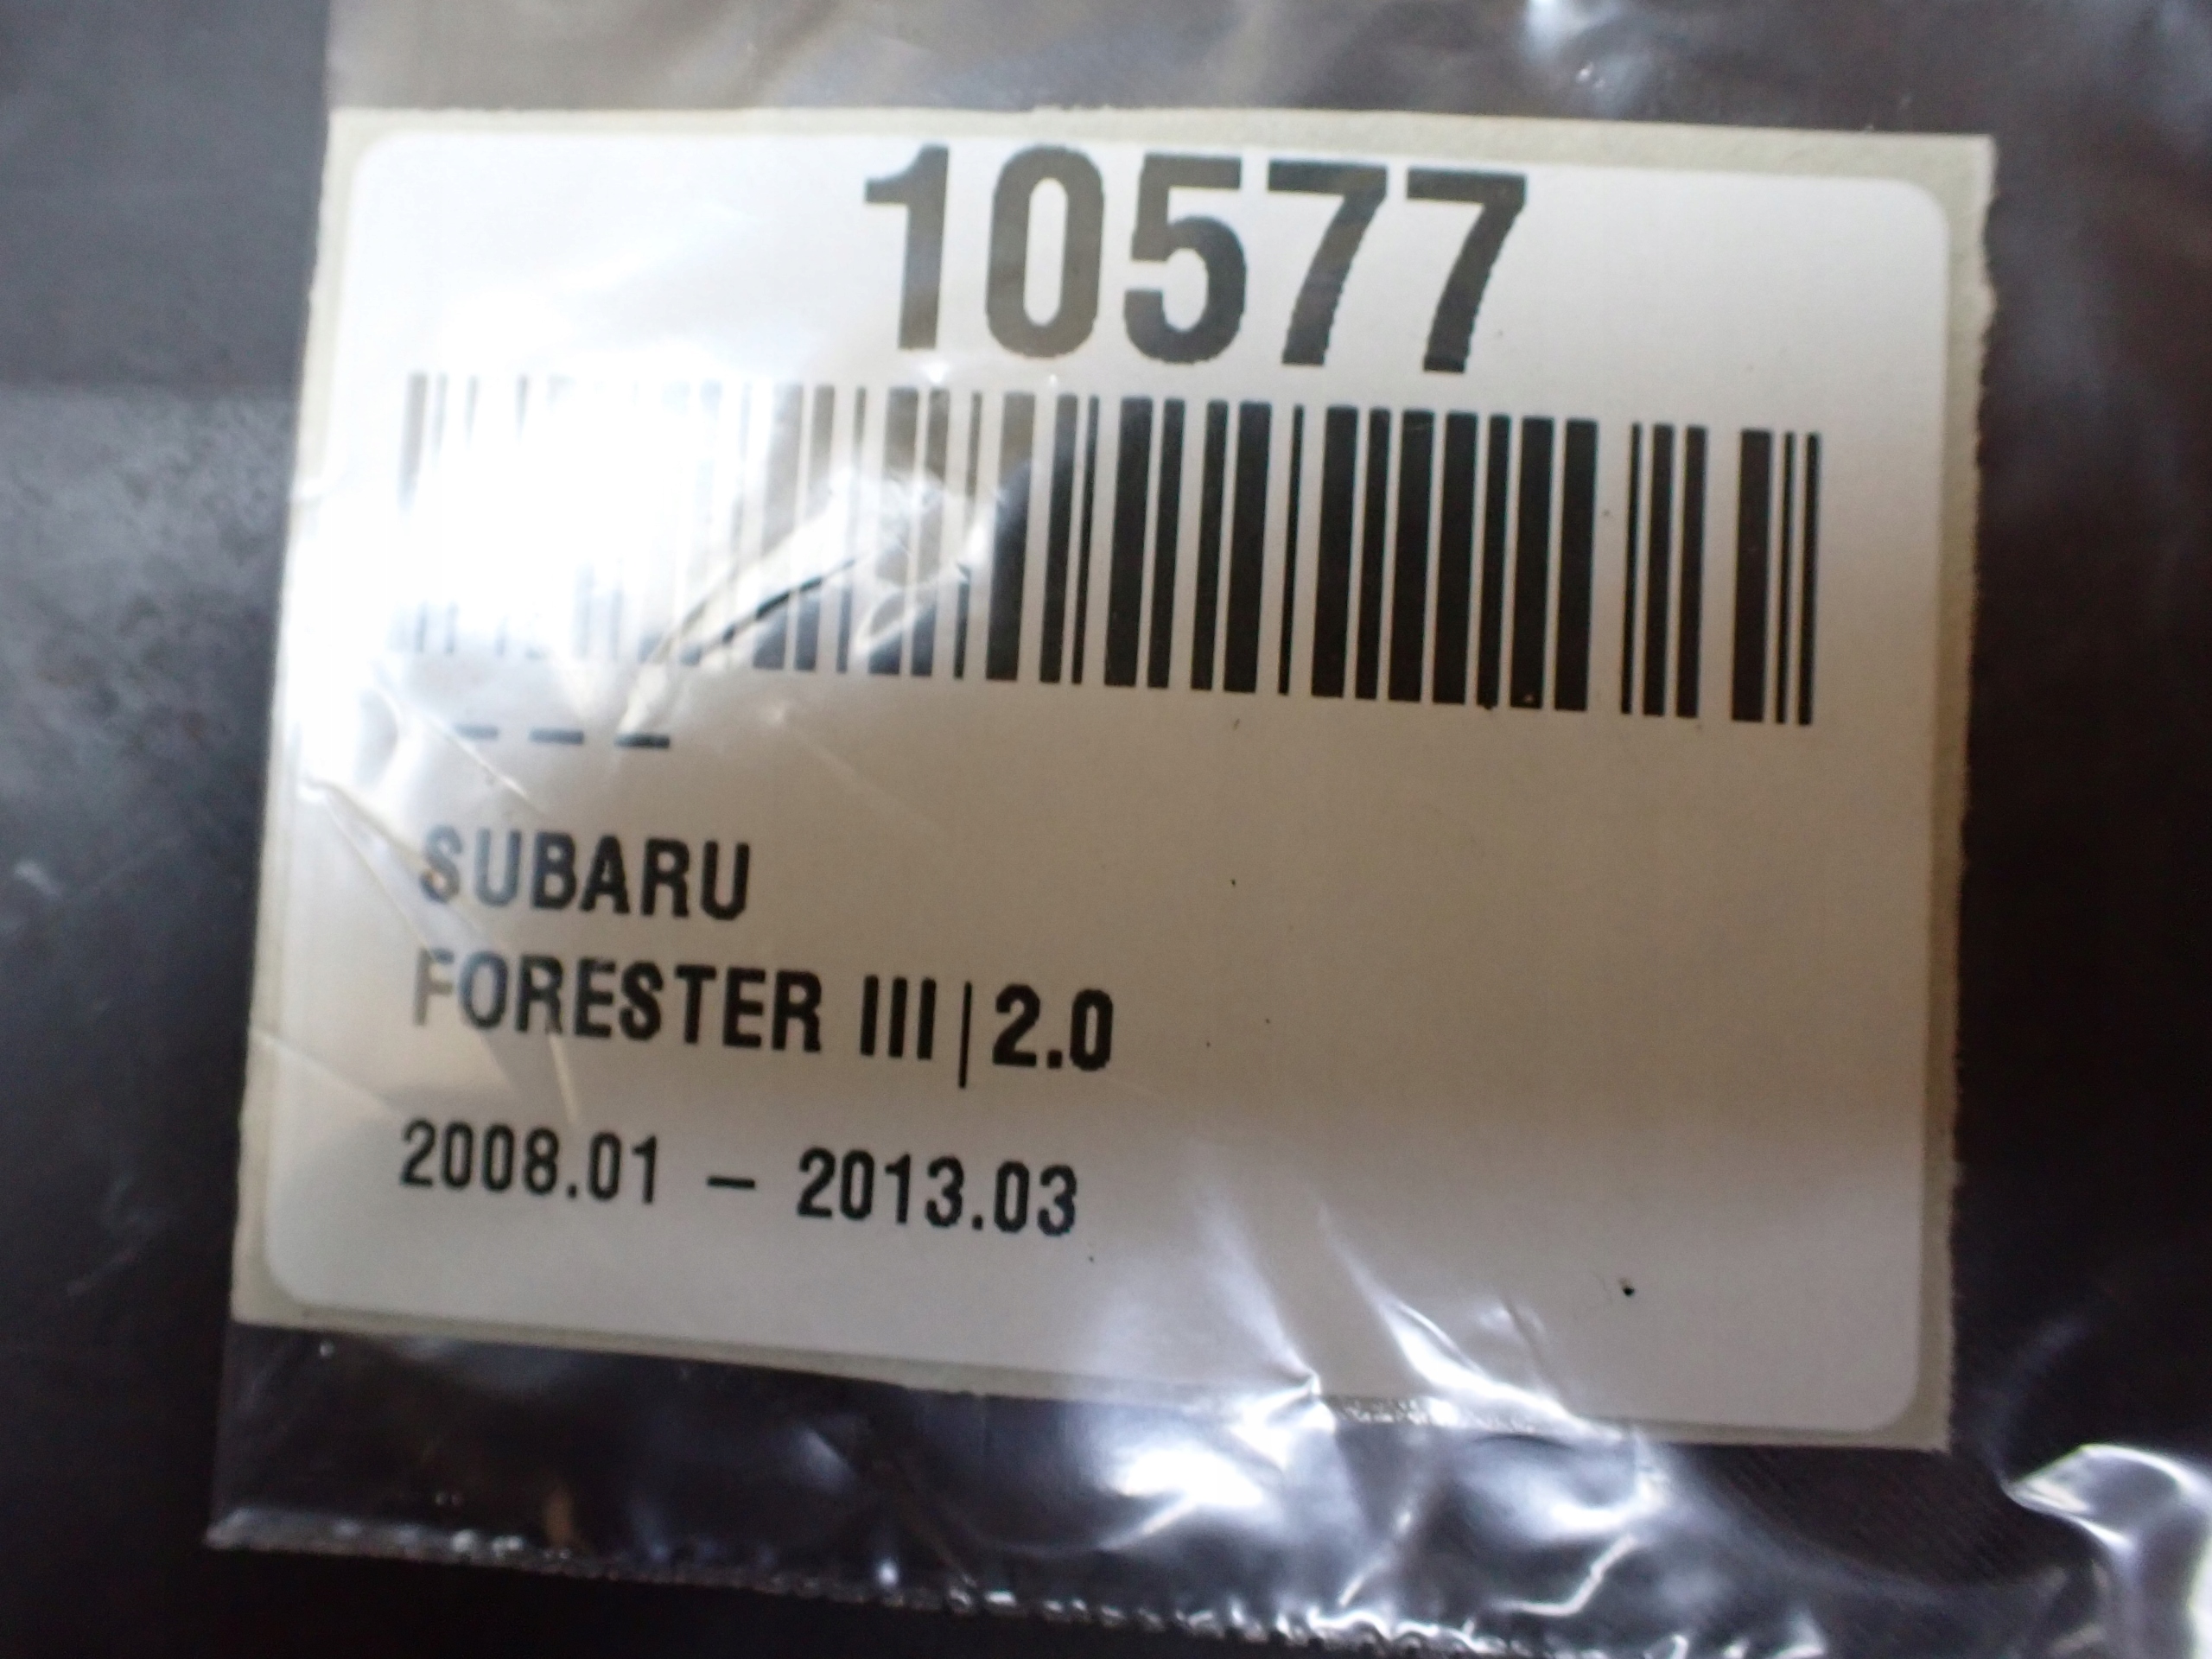 10577
– – –
SUBARU
FORESTER III|2.0
2008.01 – 2013.03